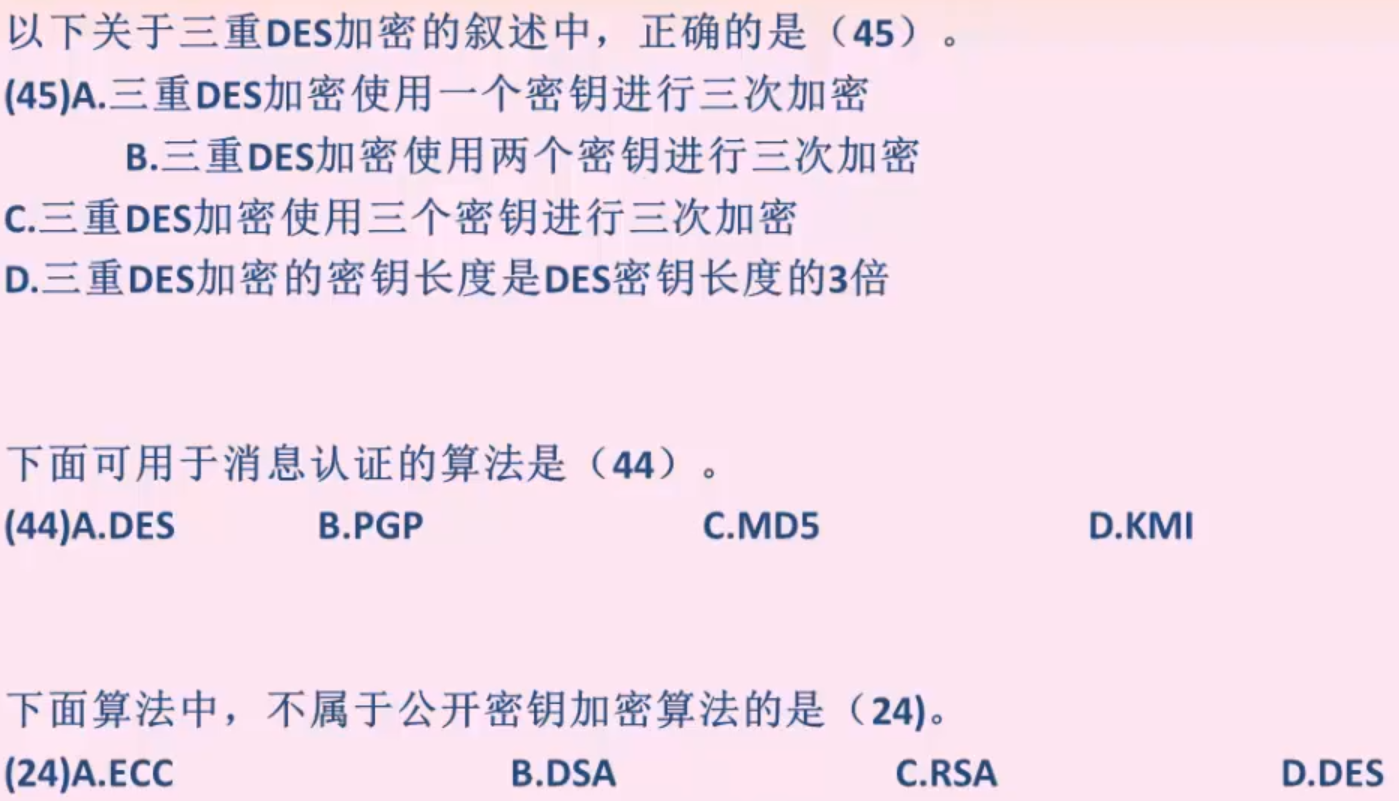 以下关于三重DES加密的叙述中，正确的是（45）。
(45)A.三重DES加密使用一个密钥进行三次加密
B.三重DES加密使用两个密钥进行三次加密
C.三重DES加密使用三个密钥进行三次加密
D.三重DES加密的密钥长度是DES密钥长度的3倍
下面可用于消息认证的算法是（44）。
(44)A.DES B.PGP C.MD5 D.KMI
下面算法中，不属于公开密钥加密算法的是（24)。
(24)A.ECC B.DSA C.RSA D.DES